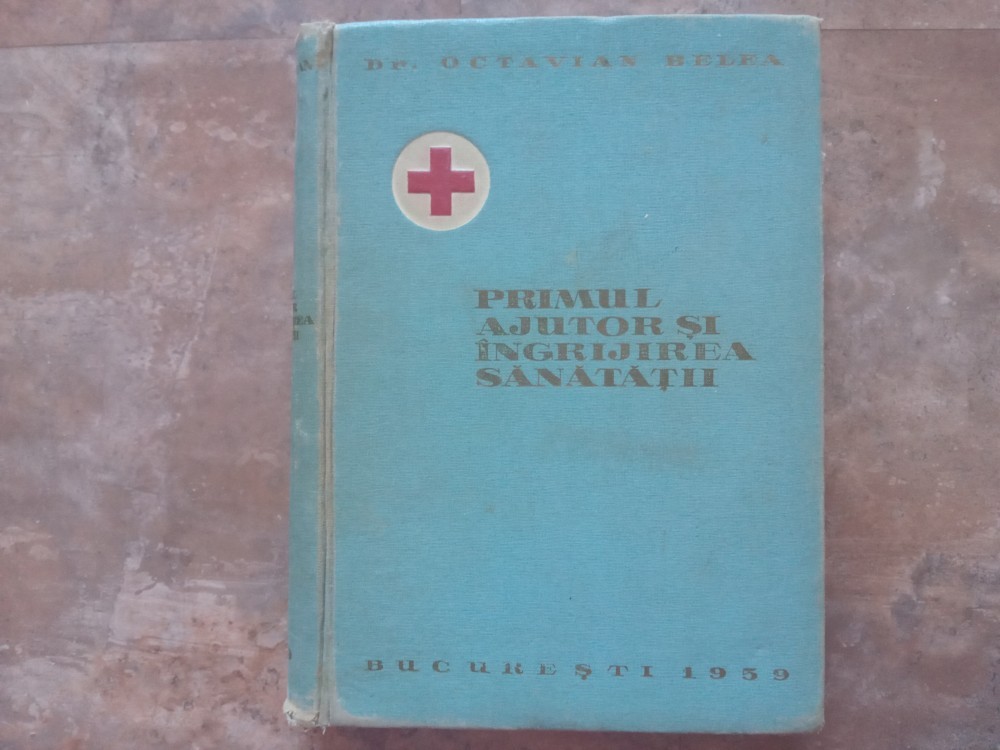 Dr. OCTAVIAN BELEA
PRIMUL
AJUTOR ŞI
ÎNGRIJIREA
SĂNĂTĂŢII
BUCUREŞTI 1959